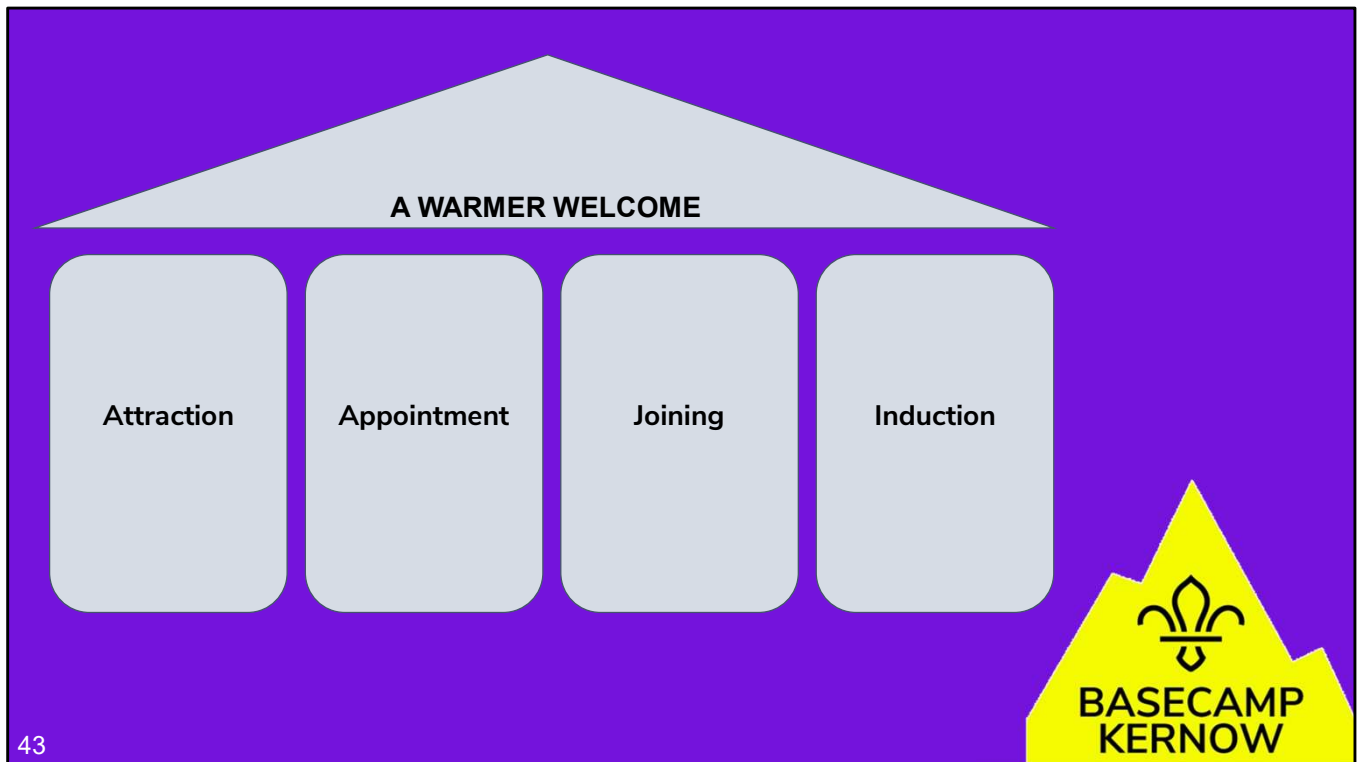 A WARMER WELCOME
Attraction
Appointment
Joining
Induction
BASECAMP
KERNOW
43